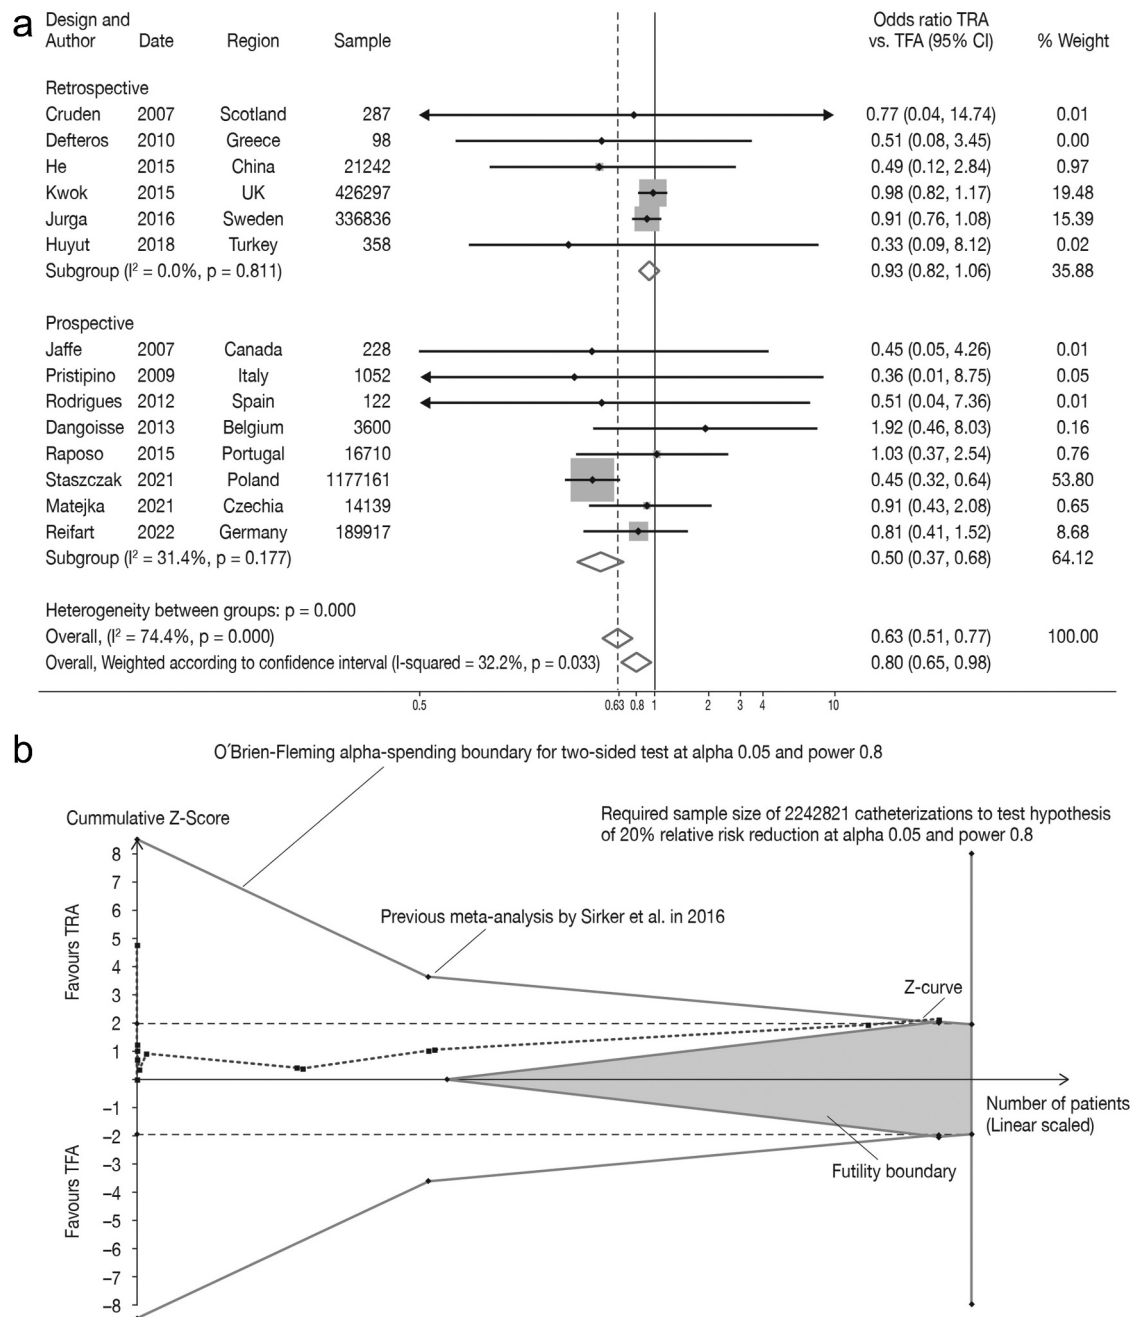 a
Design and Author Date Region Sample Odds ratio TRA vs. TFA (95% CI) % Weight
Retrospective
Cruden 2007 Scotland 287 0.77 (0.04, 14.74) 0.01
Defteros 2010 Greece 98 0.51 (0.08, 3.45) 0.00
He 2015 China 21242 0.49 (0.12, 2.84) 0.97
Kwok 2015 UK 426297 0.98 (0.82, 1.17) 19.48
Jurga 2016 Sweden 336836 0.91 (0.76, 1.08) 15.39
Huyut 2018 Turkey 358 0.33 (0.09, 8.12) 0.02
Subgroup (I² = 0.0%, p = 0.811) 0.93 (0.82, 1.06) 35.88
Prospective
Jaffe 2007 Canada 228 0.45 (0.05, 4.26) 0.01
Pristipino 2009 Italy 1052 0.36 (0.01, 8.75) 0.05
Rodrigues 2012 Spain 122 0.51 (0.04, 7.36) 0.01
Dangoisse 2013 Belgium 3600 1.92 (0.46, 8.03) 0.16
Raposo 2015 Portugal 16710 1.03 (0.37, 2.54) 0.76
Staszczak 2021 Poland 1177161 0.45 (0.32, 0.64) 53.80
Matejka 2021 Czechia 14139 0.91 (0.43, 2.08) 0.65
Reifart 2022 Germany 189917 0.81 (0.41, 1.52) 8.68
Subgroup (I² = 31.4%, p = 0.177) 0.50 (0.37, 0.68) 64.12
Heterogeneity between groups: p = 0.000
Overall, (I² = 74.4%, p = 0.000) 0.63 (0.51, 0.77) 100.00
Overall, Weighted according to confidence interval (I-squared = 32.2%, p = 0.033) 0.80 (0.65, 0.98)
0.5 0.63 0.8 1 2 3 4 10
b
O´Brien-Fleming alpha-spending boundary for two-sided test at alpha 0.05 and power 0.8
Cummulative Z-Score
Required sample size of 2242821 catheterizations to test hypothesis
of 20% relative risk reduction at alpha 0.05 and power 0.8
Previous meta-analysis by Sirker et al. in 2016
Z-curve
Favours TRA
8
7
6
5
4
3
2
1
–1
–2
–3
–4
–5
–6
–7
–8
Favours TFA
Number of patients
(Linear scaled)
Futility boundary